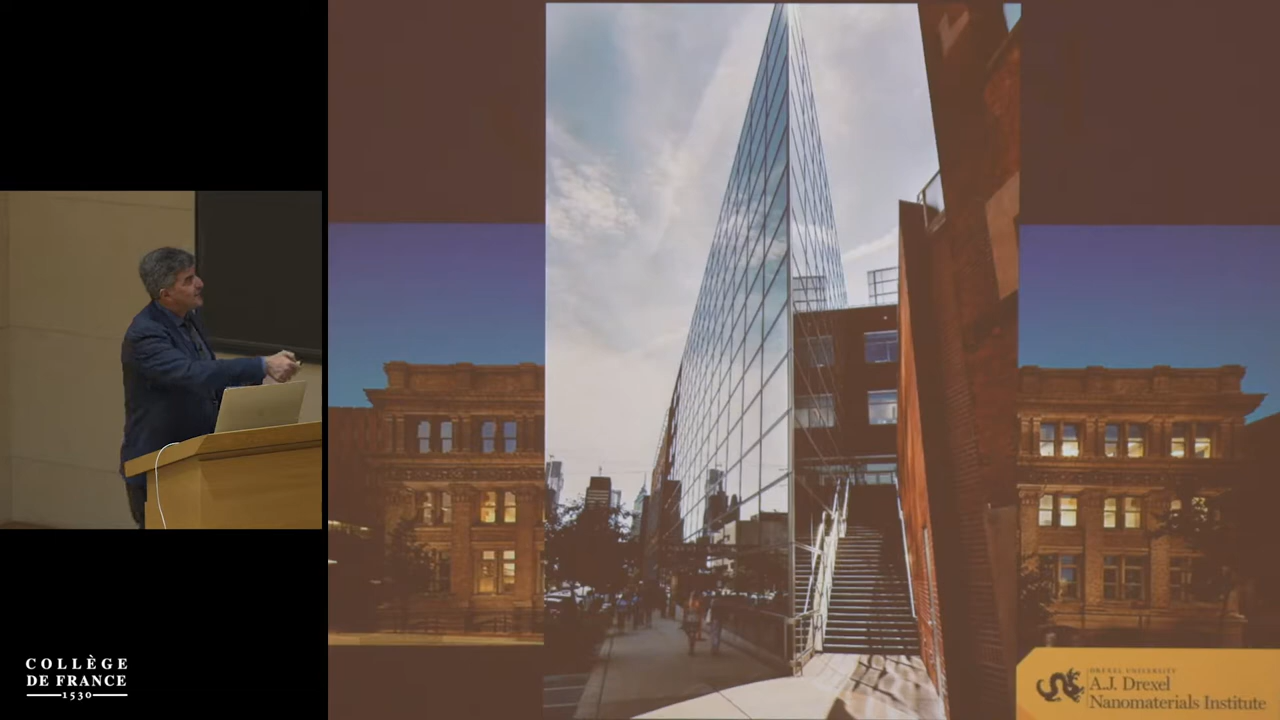 COLLÈGE
DE FRANCE
1530
DREXEL UNIVERSITY
A.J. Drexel
Nanomaterials Institute